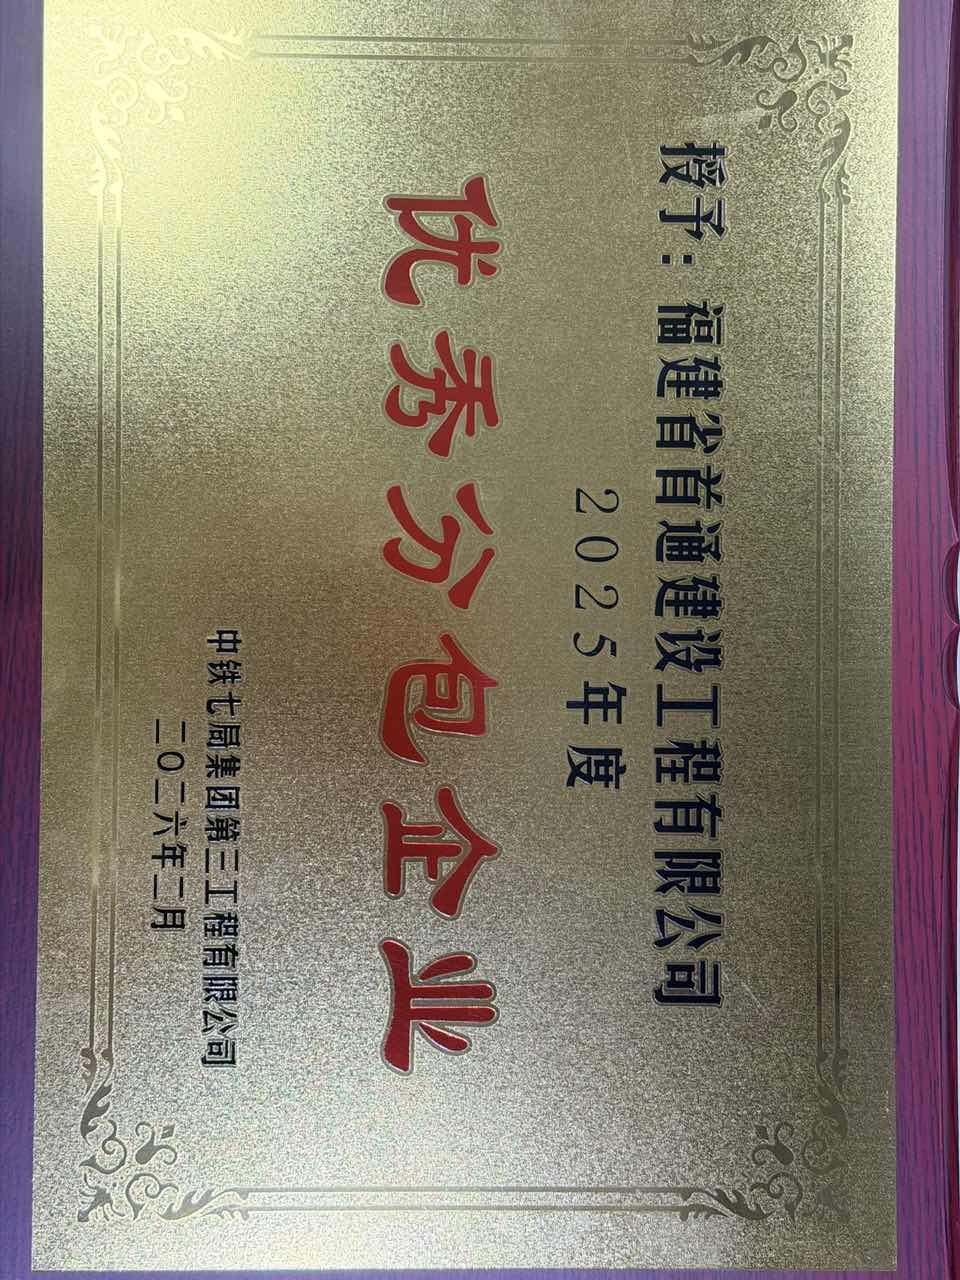 授予：福建省首通建设工程有限公司
2025年度
优秀分包企业
中铁七局集团第三工程有限公司
二〇二六年二月